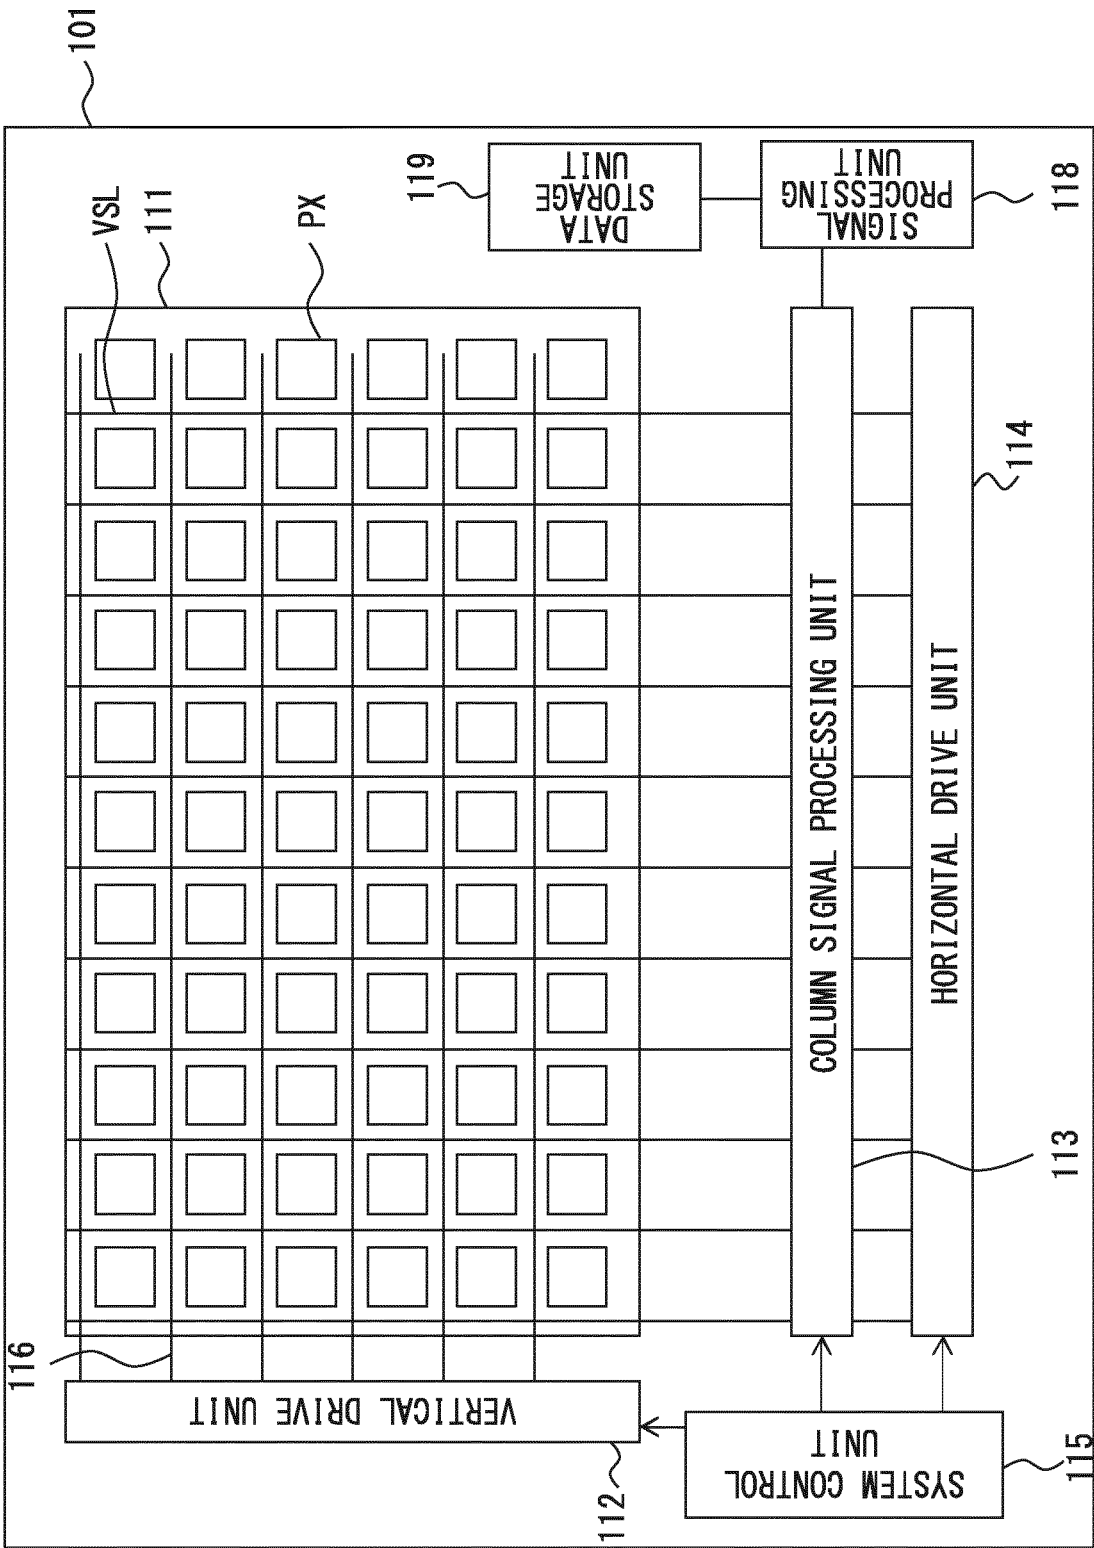 101
VSL
111
PX
119
DATA
STORAGE
UNIT
SIGNAL
PROCESSING
UNIT
118
COLUMN SIGNAL PROCESSING UNIT
HORIZONTAL DRIVE UNIT
114
113
116
VERTICAL DRIVE UNIT
112
SYSTEM CONTROL
UNIT
115